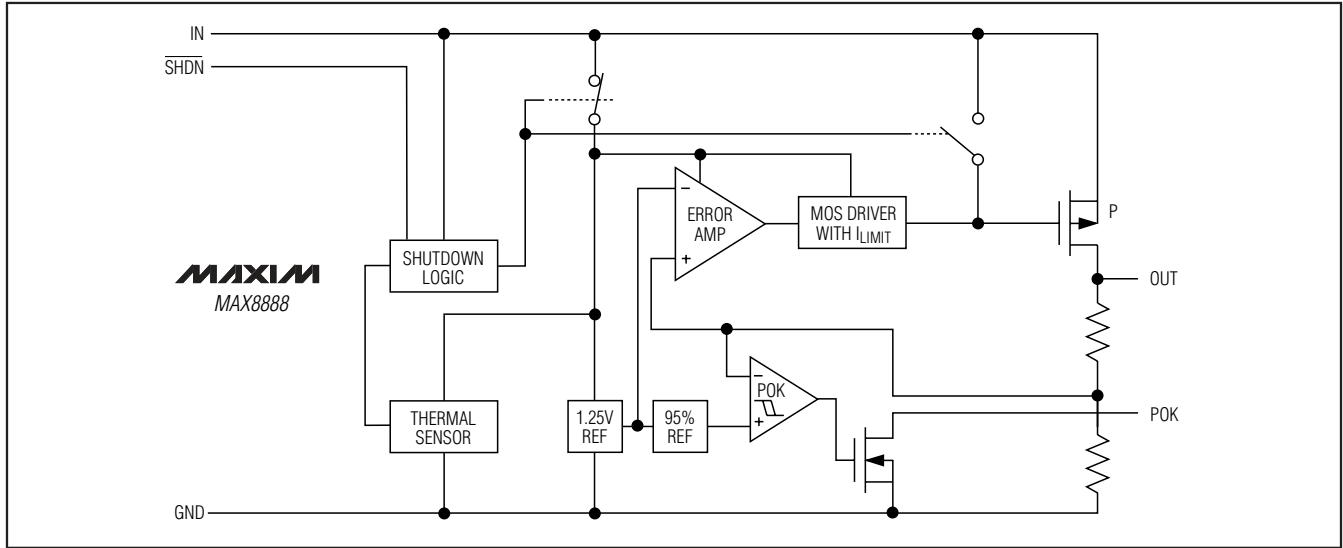 IN
SHDN
−
ERROR
AMP
+
MOS DRIVER
WITH ILIMIT
P
SHUTDOWN
LOGIC
MAXIM
MAX8888
OUT
−
POK
+
THERMAL
SENSOR
1.25V
REF
95%
REF
POK
GND